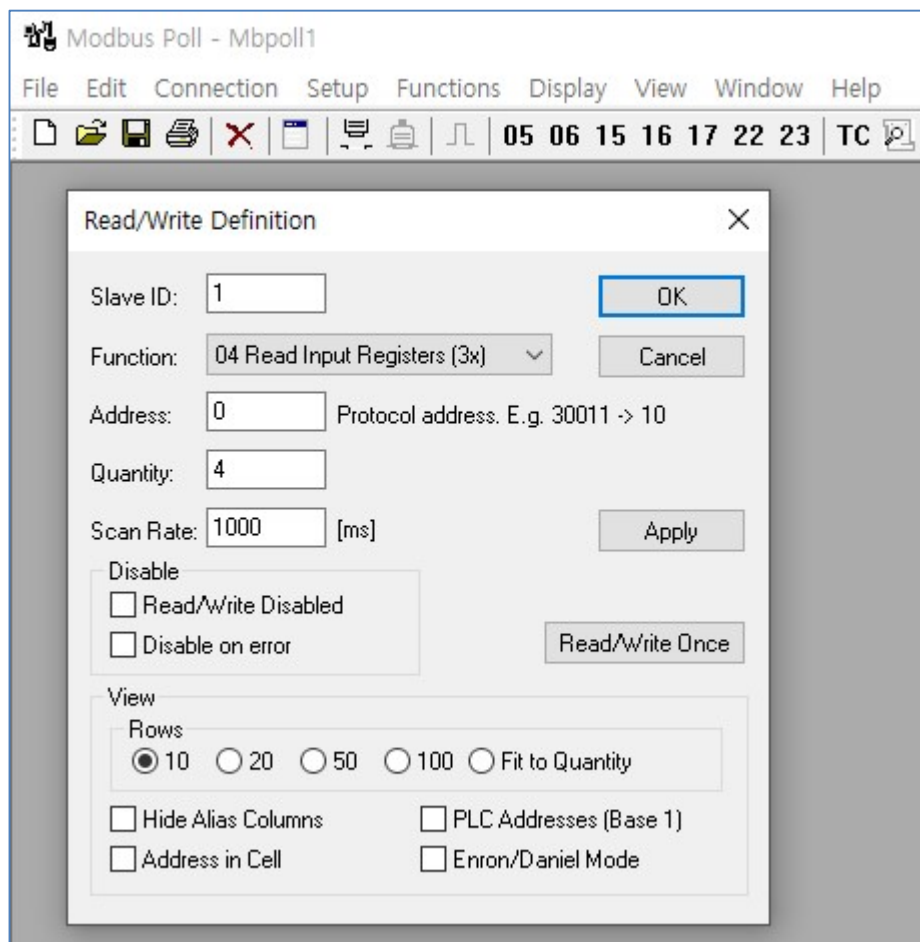 Modbus Poll - Mbpoll1
File Edit Connection Setup Functions Display View Window Help
05 06 15 16 17 22 23 TC
Read/Write Definition
Slave ID: 1 OK
Function: 04 Read Input Registers (3x) Cancel
Address: 0 Protocol address. E.g. 30011 -> 10
Quantity: 4
Scan Rate: 1000 [ms] Apply
Disable
Read/Write Disabled
Disable on error Read/Write Once
View
Rows
10 20 50 100 Fit to Quantity
Hide Alias Columns PLC Addresses (Base 1)
Address in Cell Enron/Daniel Mode